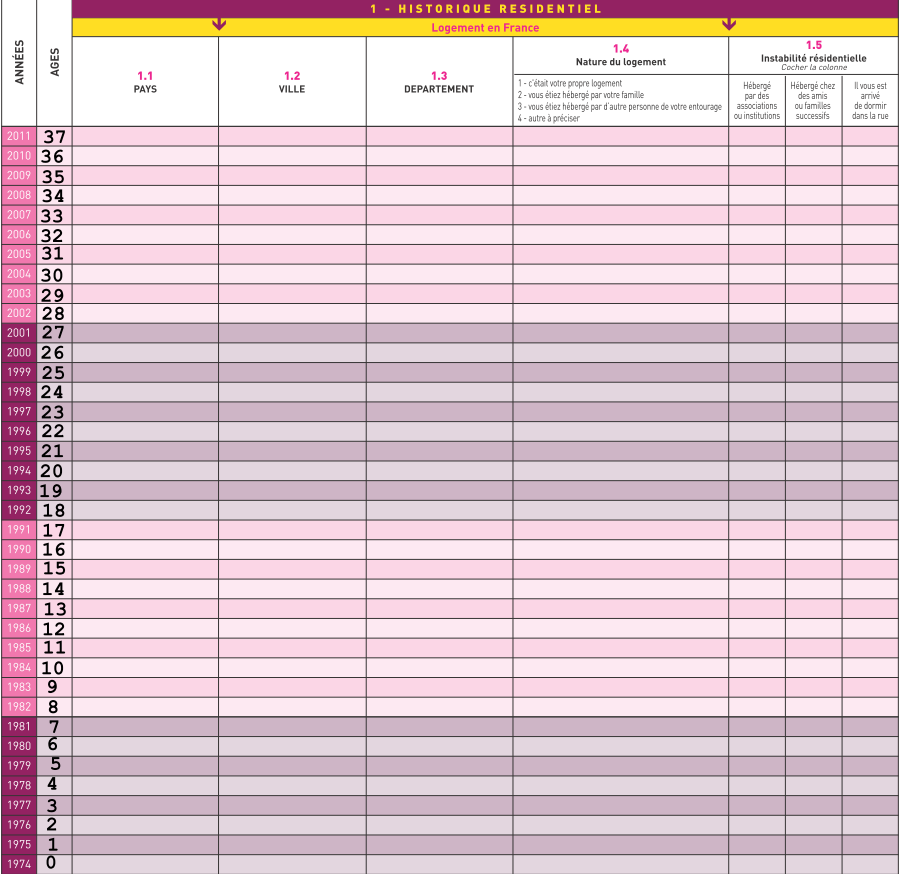 1 - HISTORIQUE RESIDENTIEL
Logement en France
ANNÉES
AGES
1.1
PAYS
1.2
VILLE
1.3
DEPARTEMENT
1.4
Nature du logement
1 - c'était votre propre logement
2 - vous étiez hébergé par votre famille
3 - vous étiez hébergé par d'autre personne de votre entourage
4 - autre à préciser
1.5
Instabilité résidentielle
Cocher la colonne
Hébergé
par des
associations
ou institutions
Hébergé chez
des amis
ou familles
successifs
Il vous est
arrivé
de dormir
dans la rue
2011 37
2010 36
2009 35
2008 34
2007 33
2006 32
2005 31
2004 30
2003 29
2002 28
2001 27
2000 26
1999 25
1998 24
1997 23
1996 22
1995 21
1994 20
1993 19
1992 18
1991 17
1990 16
1989 15
1988 14
1987 13
1986 12
1985 11
1984 10
1983 9
1982 8
1981 7
1980 6
1979 5
1978 4
1977 3
1976 2
1975 1
1974 0